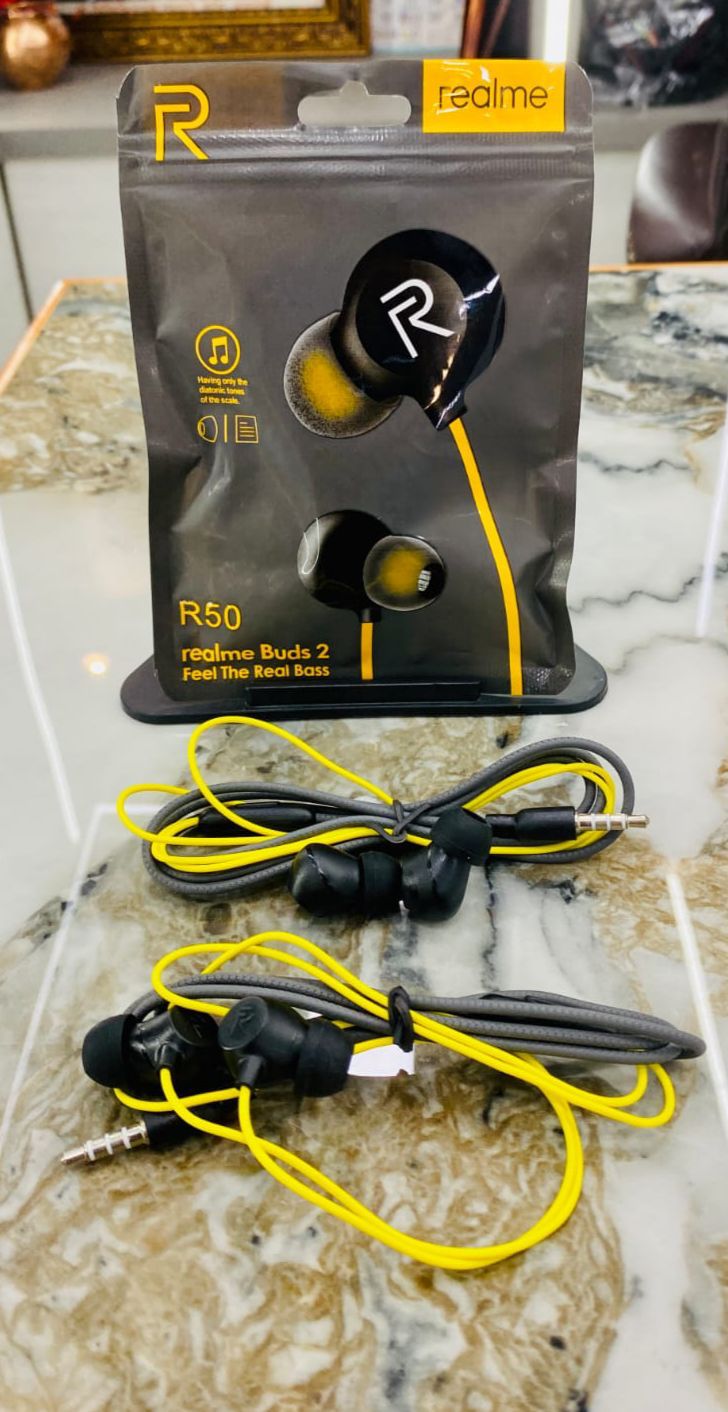 R
realme
R
Having only the
diatonic tones
of the scale.
R50
realme Buds 2
Feel The Real Bass